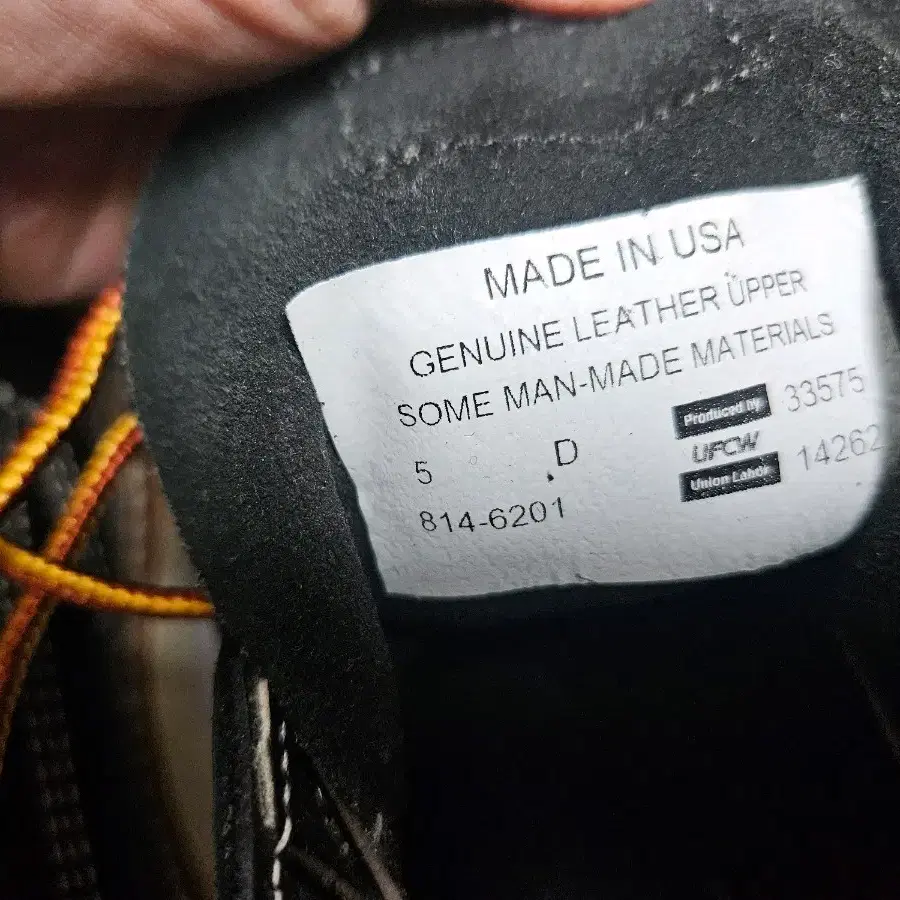 MADE IN USA
GENUINE LEATHER UPPER
SOME MAN-MADE MATERIALS
5 D
814-6201
Produced by 33575
UFCW
Union Labor 14262